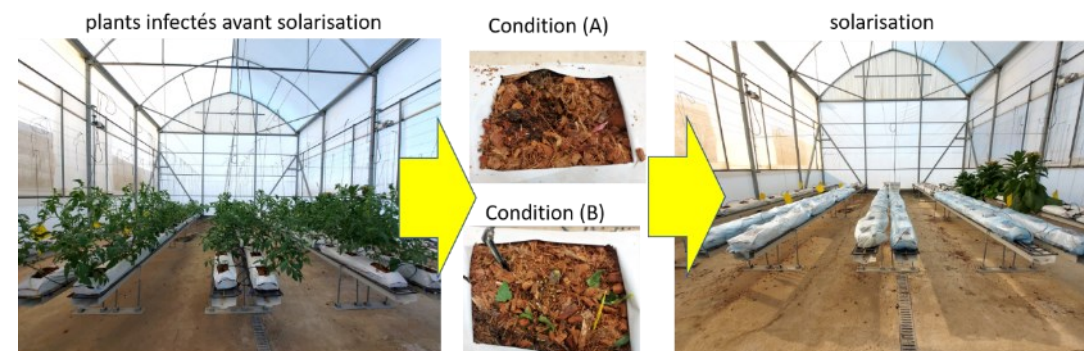 plants infectés avant solarisation
Condition (A)
solarisation
Condition (B)